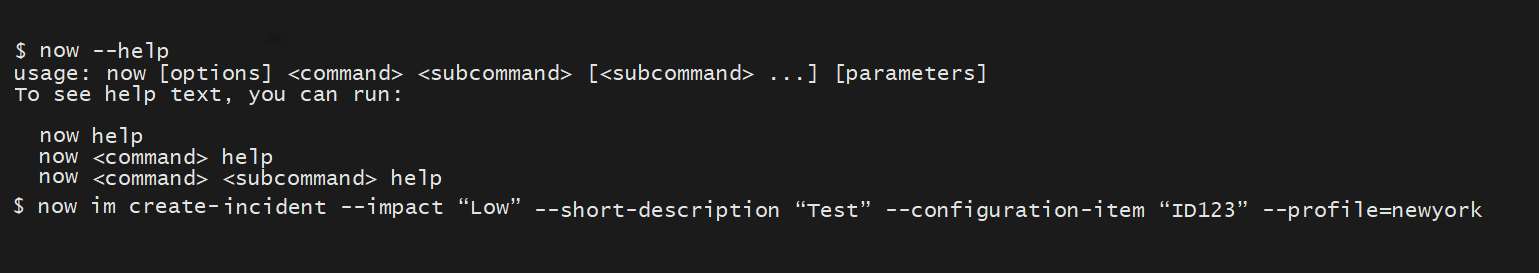 $ now --help
usage: now [options] <command> <subcommand> [<subcommand> ...] [parameters]
To see help text, you can run:
now help
now <command> help
now <command> <subcommand> help
$ now im create-incident --impact “Low” --short-description “Test” --configuration-item “ID123” --profile=newyork